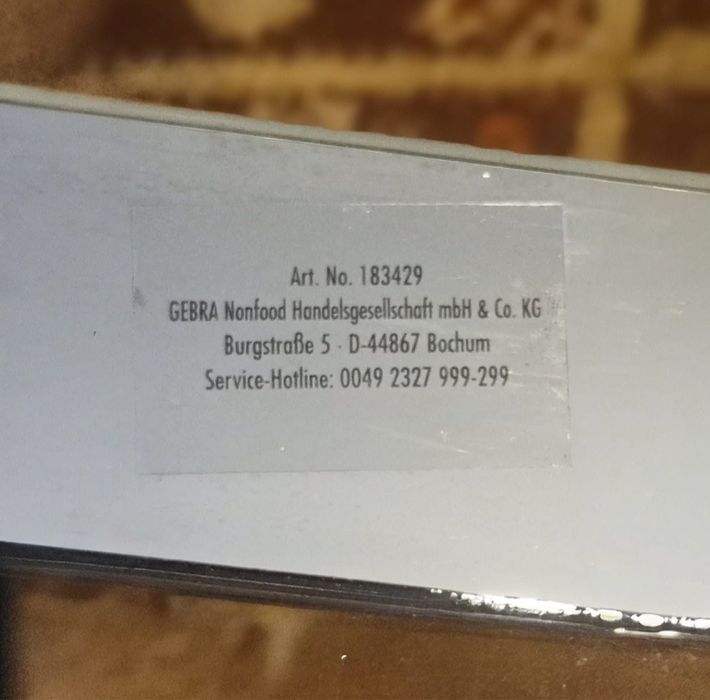 Art. No. 183429
GEBRA Nonfood Handelsgesellschaft mbH & Co. KG
Burgstraße 5 · D-44867 Bochum
Service-Hotline: 0049 2327 999-299